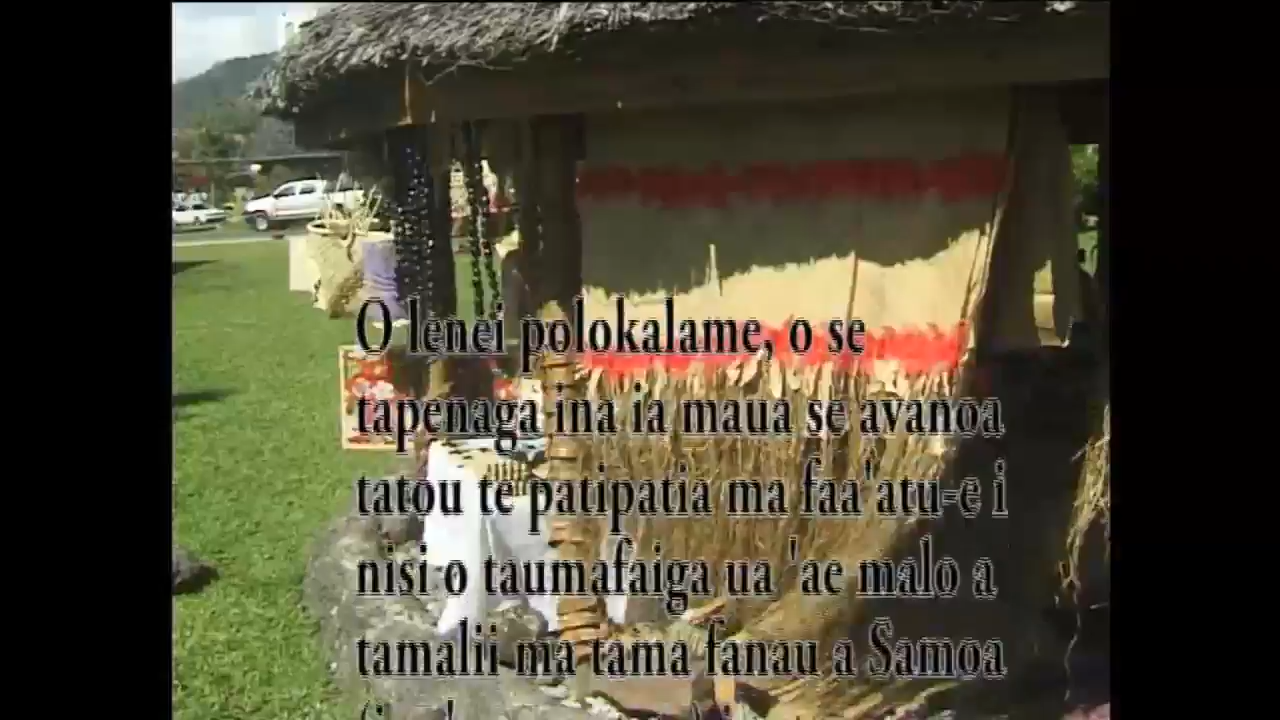 O lenei polokalame, o se
tapenaga ina ia maua se avanoa
tatou te patipatia ma faa'atu-e i
nisi o taumafaiga ua 'ae malo a
tamalii ma tama fanau a Samoa